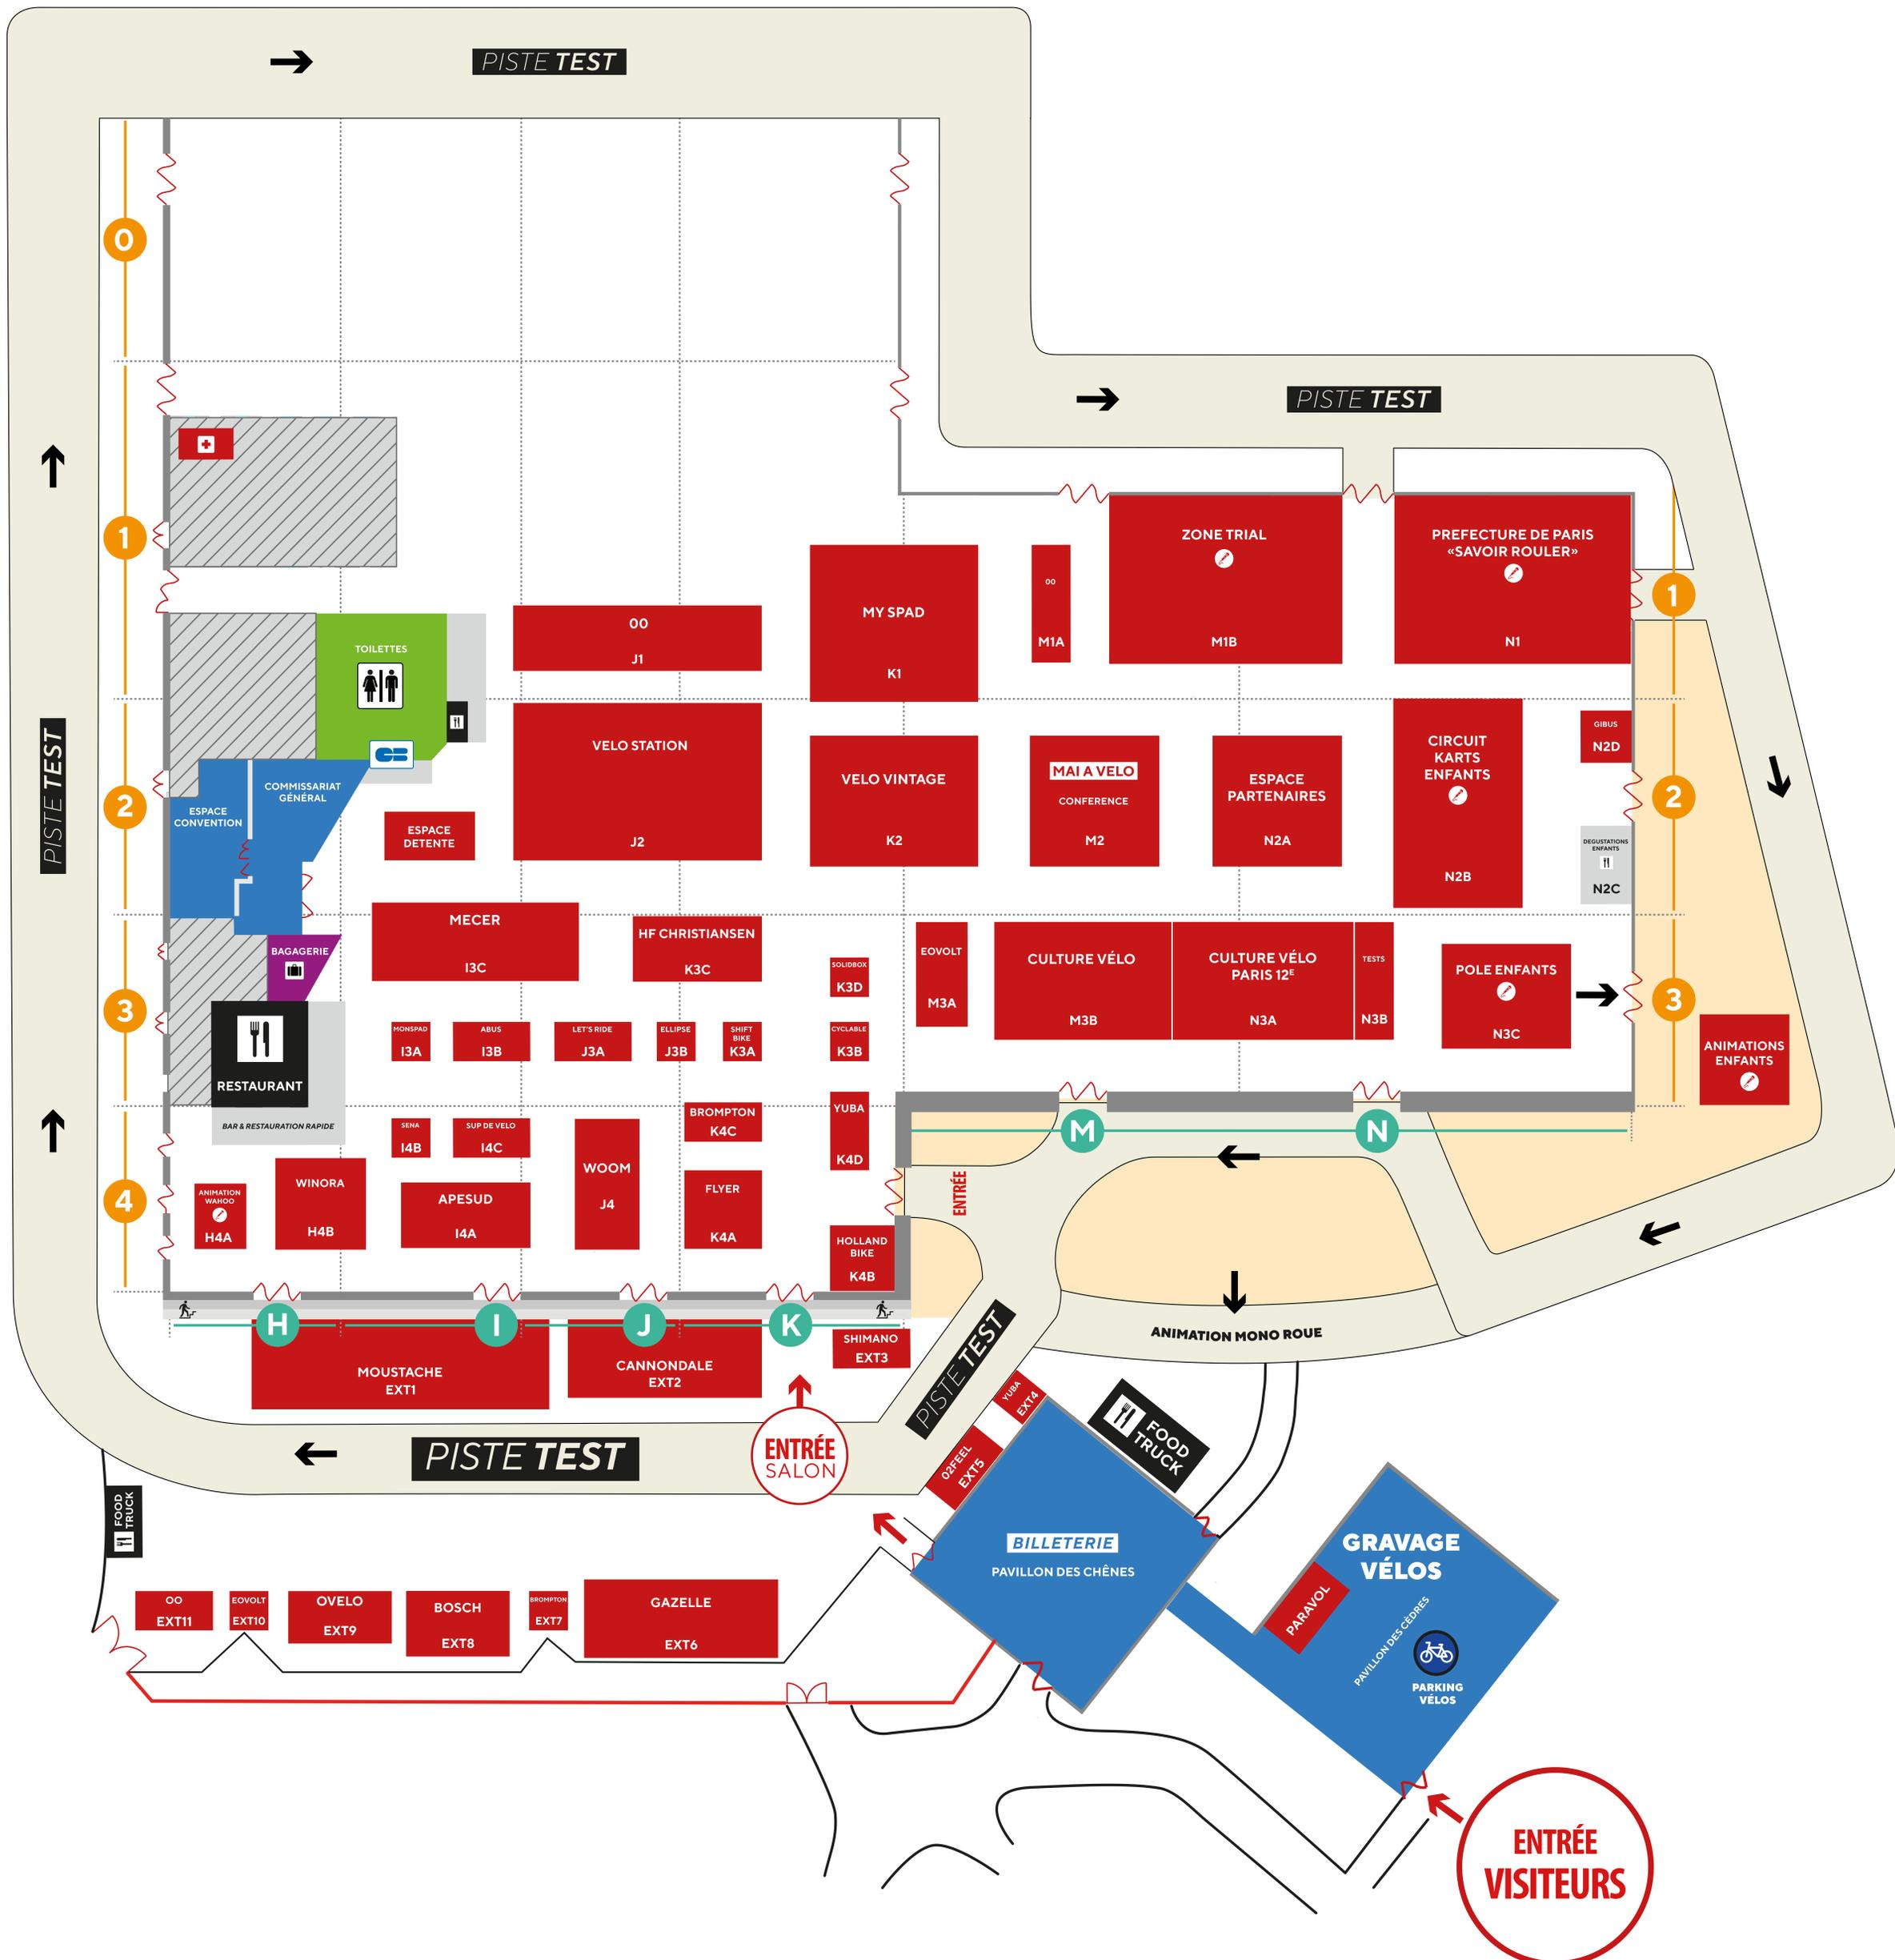 PISTE TEST
0
PISTE TEST
1
ZONE TRIAL
M1B
PREFECTURE DE PARIS
«SAVOIR ROULER»
N1
00
M1A
MY SPAD
K1
00
J1
1
TOILETTES
PISTE TEST
2
ESPACE
CONVENTION
COMMISSARIAT
GÉNÉRAL
ESPACE
DETENTE
VELO STATION
J2
VELO VINTAGE
K2
MAI A VELO
CONFERENCE
M2
ESPACE
PARTENAIRES
N2A
CIRCUIT
KARTS
ENFANTS
N2B
GIBUS
N2D
DEGUSTATIONS
ENFANTS
N2C
2
3
BAGAGERIE
RESTAURANT
BAR & RESTAURATION RAPIDE
MECER
I3C
HF CHRISTIANSEN
K3C
SOLIDBOX
K3D
EOVOLT
M3A
CULTURE VÉLO
M3B
CULTURE VÉLO
PARIS 12E
N3A
TESTS
N3B
POLE ENFANTS
N3C
3
ANIMATIONS
ENFANTS
MONSPAD
I3A
ABUS
I3B
LET'S RIDE
J3A
ELLIPSE
J3B
SHIFT
BIKE
K3A
CYCLABLE
K3B
4
ANIMATION
WAHOO
H4A
WINORA
H4B
SENA
I4B
SUP DE VELO
I4C
APESUD
I4A
WOOM
J4
BROMPTON
K4C
FLYER
K4A
YUBA
K4D
HOLLAND
BIKE
K4B
ENTRÉE
M
N
H
I
J
K
MOUSTACHE
EXT1
CANNONDALE
EXT2
SHIMANO
EXT3
ANIMATION MONO ROUE
PISTE TEST
PISTE TEST
ENTRÉE
SALON
YUBA
EXT4
02FEEL
EXT5
FOOD
TRUCK
FOOD
TRUCK
BILLETERIE
PAVILLON DES CHÊNES
GRAVAGE
VÉLOS
PARAVOL
PAVILLON DES CÈDRES
PARKING
VÉLOS
OO
EXT11
EOVOLT
EXT10
OVELO
EXT9
BOSCH
EXT8
BROMPTON
EXT7
GAZELLE
EXT6
ENTRÉE
VISITEURS